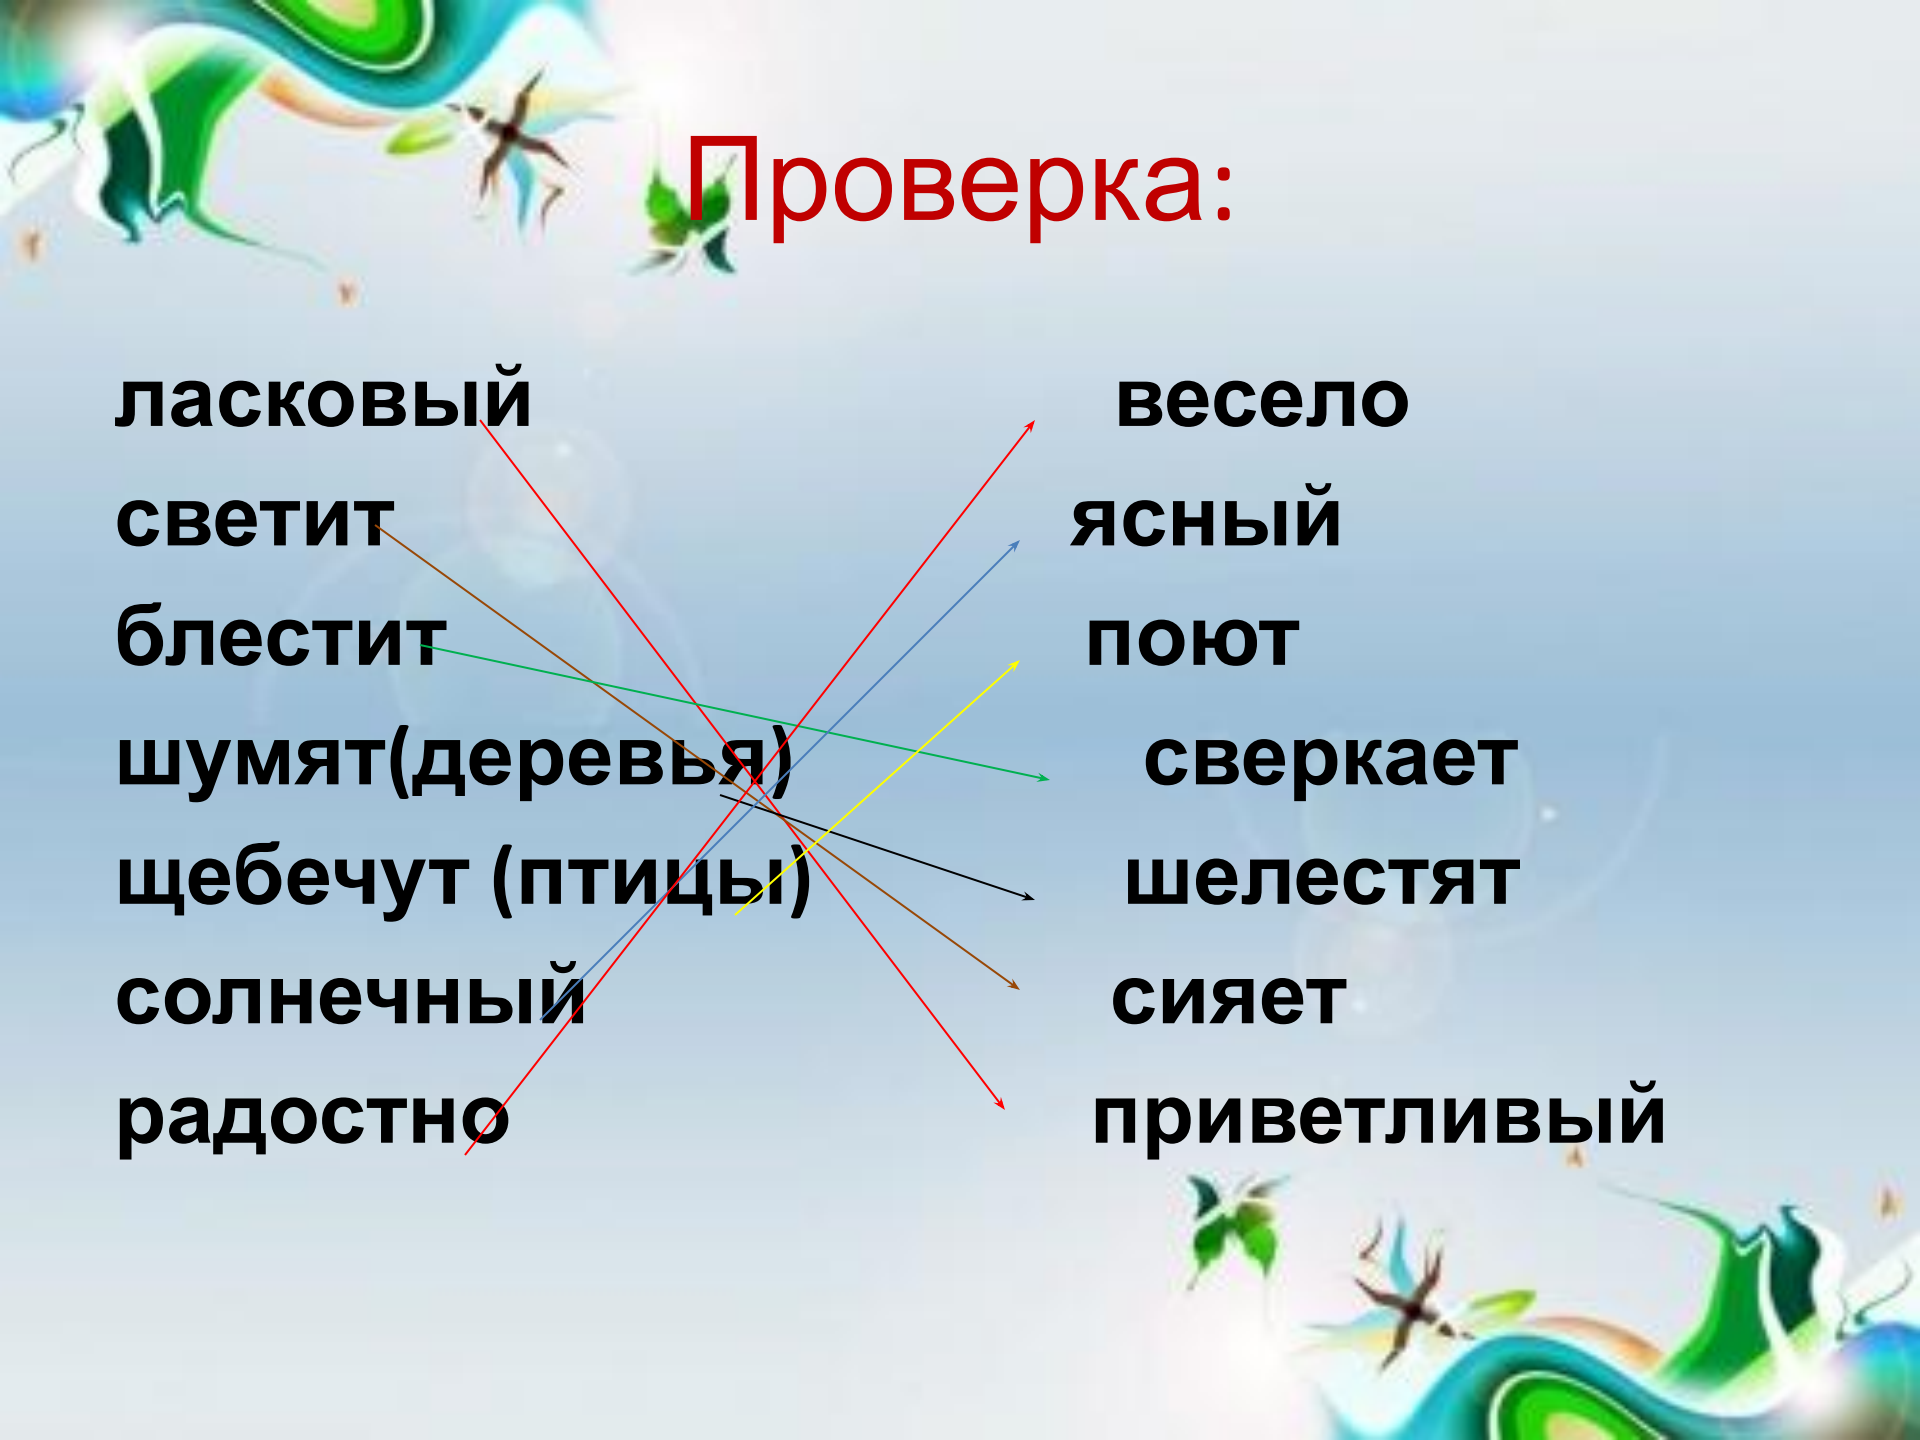 Проверка:
ласковый весело
светит ясный
блестит поют
шумят(деревья) сверкает
щебечут (птицы) шелестят
солнечный сияет
радостно приветливый